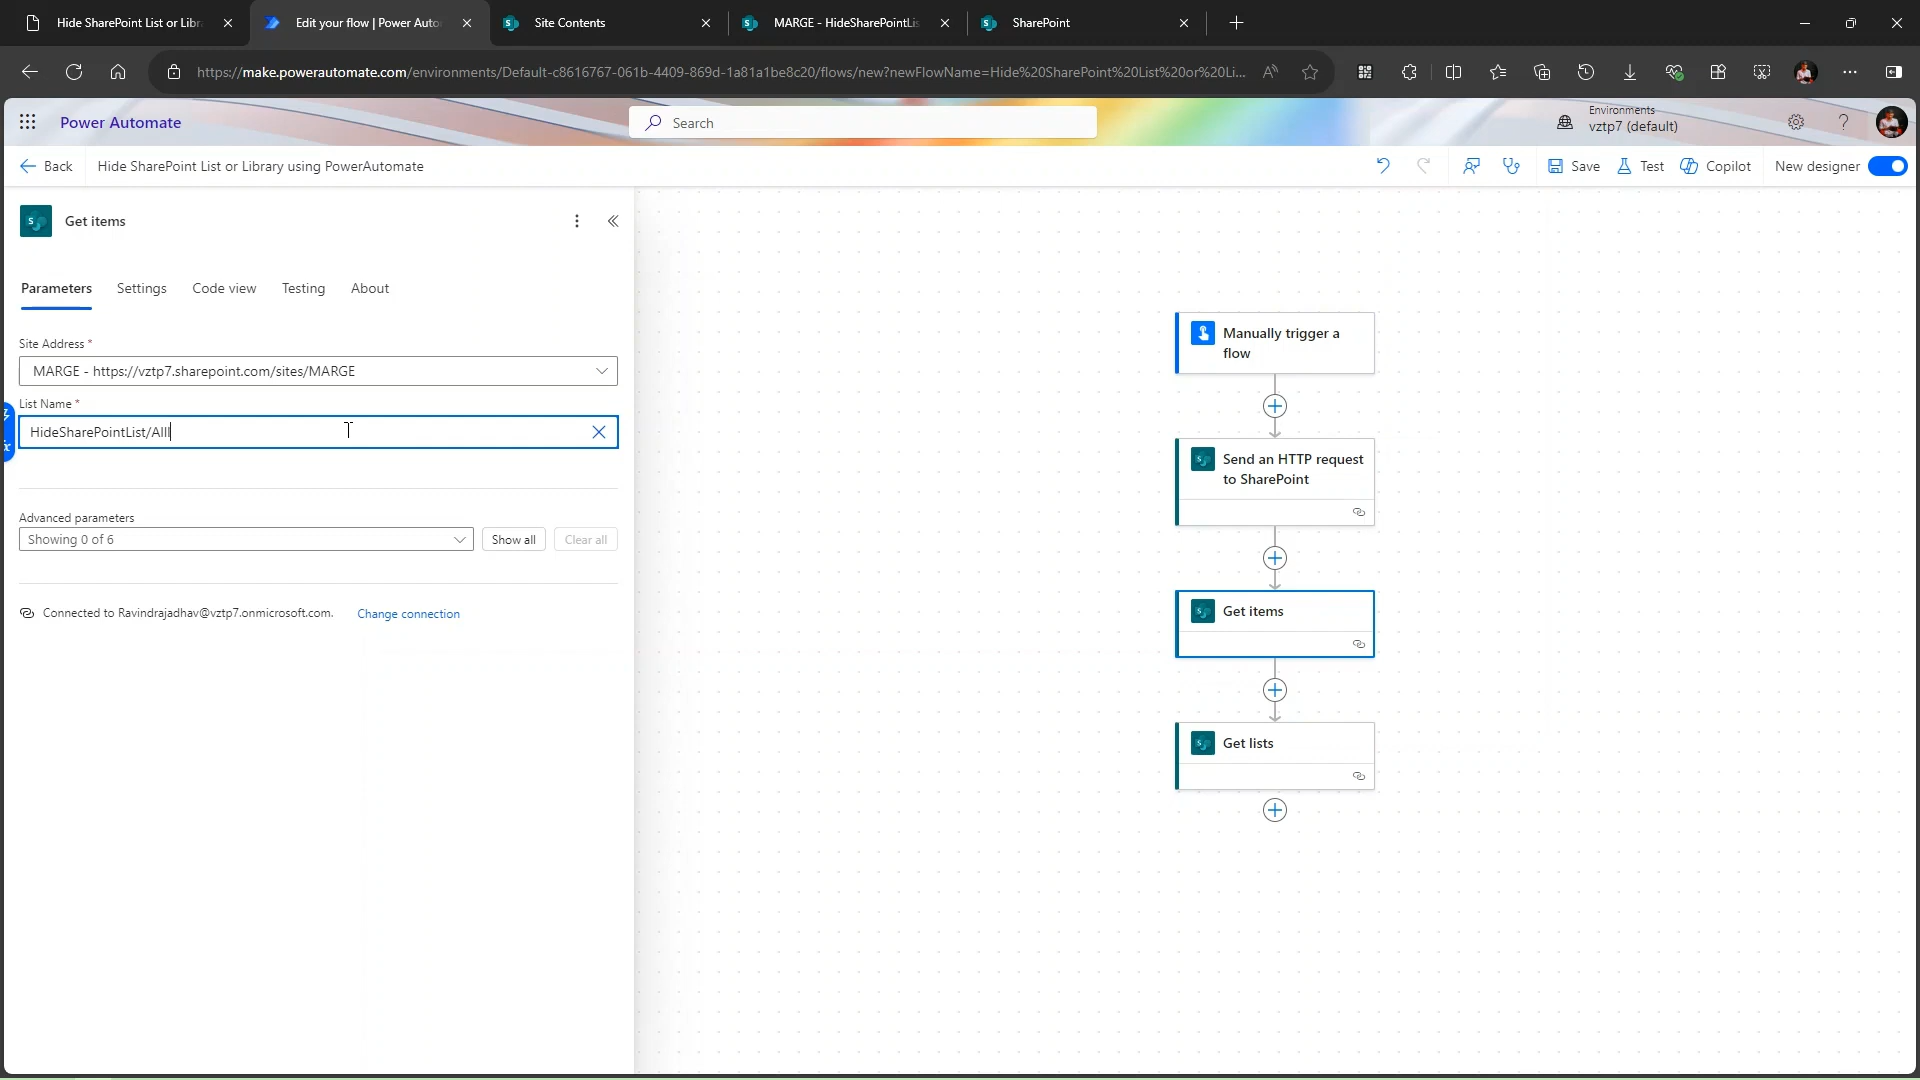 Hide SharePoint List or Libr
Edit your flow | Power Auto
Site Contents
MARGE - HideSharePointLis
SharePoint
https://make.powerautomate.com/environments/Default-c8616767-061b-4409-869d-1a81a1be8c20/flows/new?newFlowName=Hide%20SharePoint%20List%20or%20Li...
Power Automate
Search
Environments
vztp7 (default)
Back
Hide SharePoint List or Library using PowerAutomate
Save
Test
Copilot
New designer
Get items
Parameters
Settings
Code view
Testing
About
Site Address *
MARGE - https://vztp7.sharepoint.com/sites/MARGE
List Name *
HideSharePointList/AllI
Advanced parameters
Showing 0 of 6
Show all
Clear all
Connected to Ravindrajadhav@vztp7.onmicrosoft.com.
Change connection
Manually trigger a
flow
Send an HTTP request
to SharePoint
Get items
Get lists